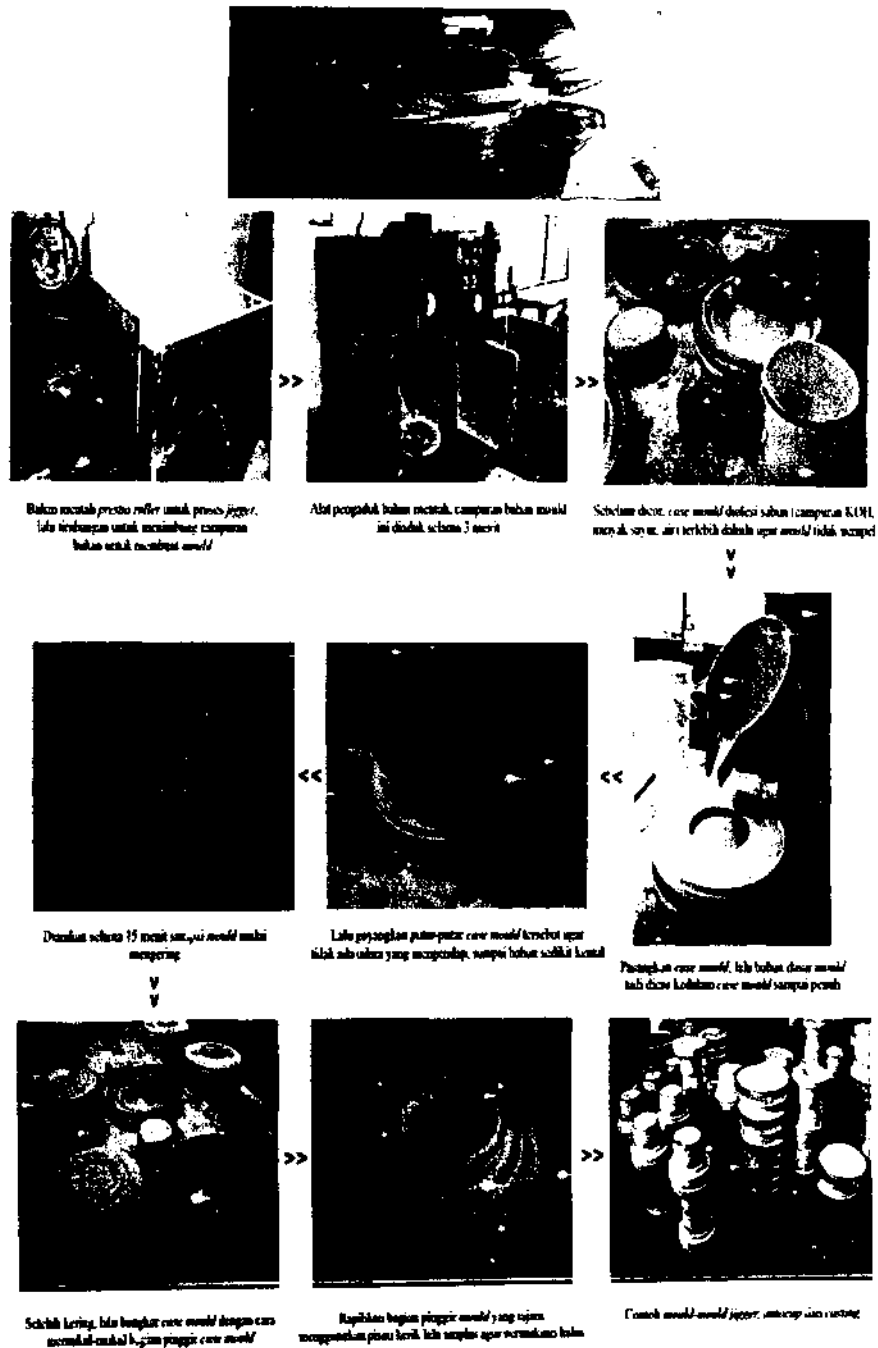 Bahan mentah prestio roller untuk proses jigger,
lalu timbangan untuk menimbang campuran
bahan untuk membuat mould
>>
Alat pengaduk bahan mentah, campuran bahan mould
ini diaduk selama 3 menit
>>
Sebelum dicor, case mould diolesi sabun (campuran KOH,
minyak sayur, air) terlebih dahulu agar mould tidak nempel
Pasangkan case mould, lalu bahan dasar mould
tadi dicor kedalam case mould sampai penuh
<<
Lalu goyangkan putar-putar case mould tersebut agar
tidak ada udara yang mengendap, sampai bahan sedikit kental
<<
Diamkan selama 15 menit sampai mould mulai
mengering
Setelah kering, lalu bongkar case mould dengan cara
memukul-mukul bagian pinggir case mould
>>
Rapihkan bagian pinggir mould yang tajam
menggunakan pisau kerik lalu amplas agar permukaan halus
>>
Contoh mould-mould jigger, autocup dan casting